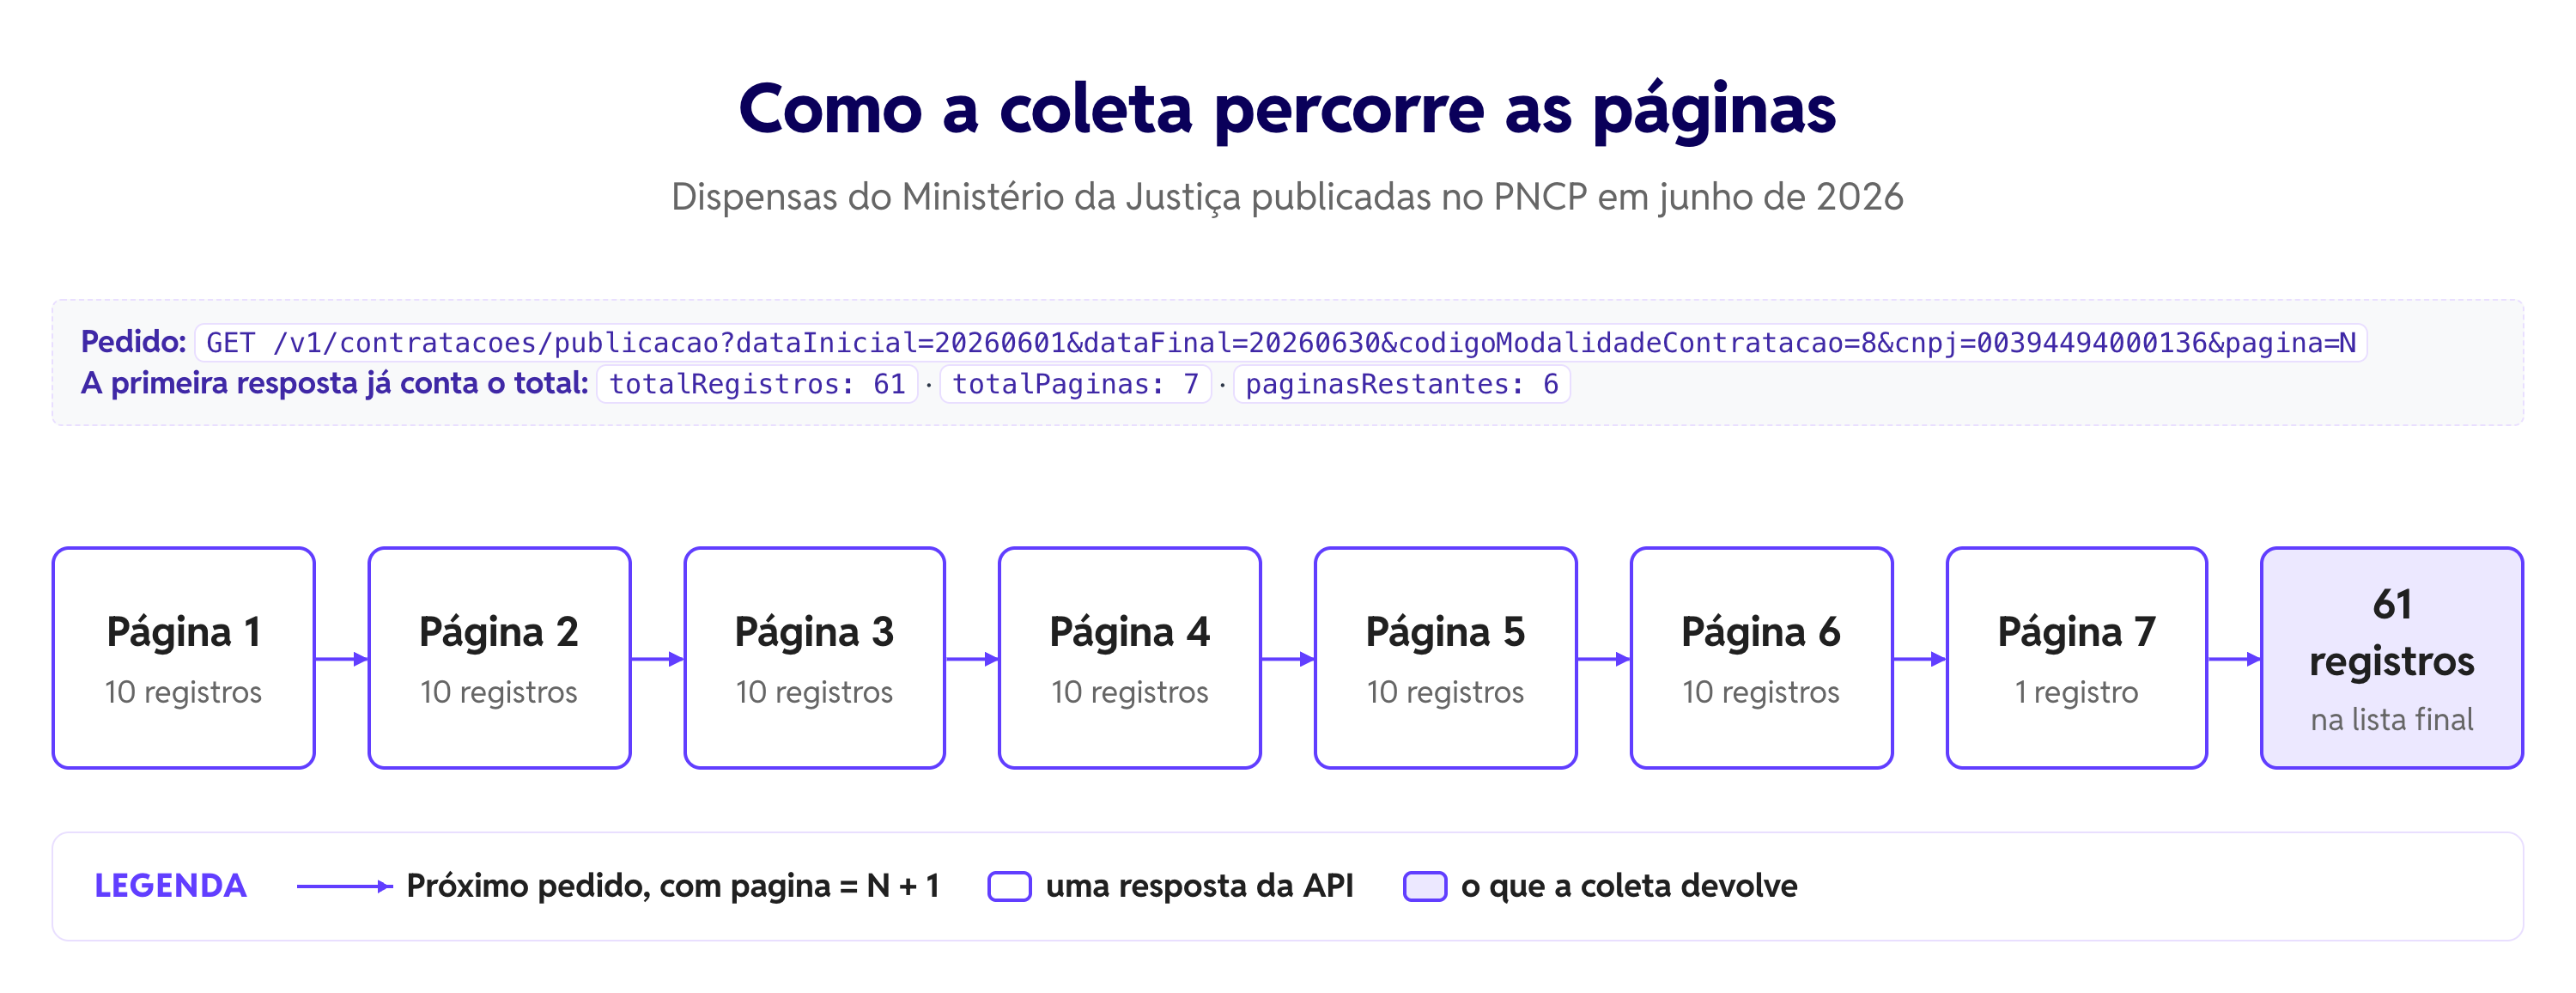 Como a coleta percorre as páginas
Dispensas do Ministério da Justiça publicadas no PNCP em junho de 2026
Pedido: GET /v1/contratacoes/publicacao?dataInicial=20260601&dataFinal=20260630&codigoModalidadeContratacao=8&cnpj=00394494000136&pagina=N
A primeira resposta já conta o total: totalRegistros: 61 · totalPaginas: 7 · paginasRestantes: 6
Página 1
10 registros
Página 2
10 registros
Página 3
10 registros
Página 4
10 registros
Página 5
10 registros
Página 6
10 registros
Página 7
1 registro
61
registros
na lista final
LEGENDA
Próximo pedido, com pagina = N + 1
uma resposta da API
o que a coleta devolve